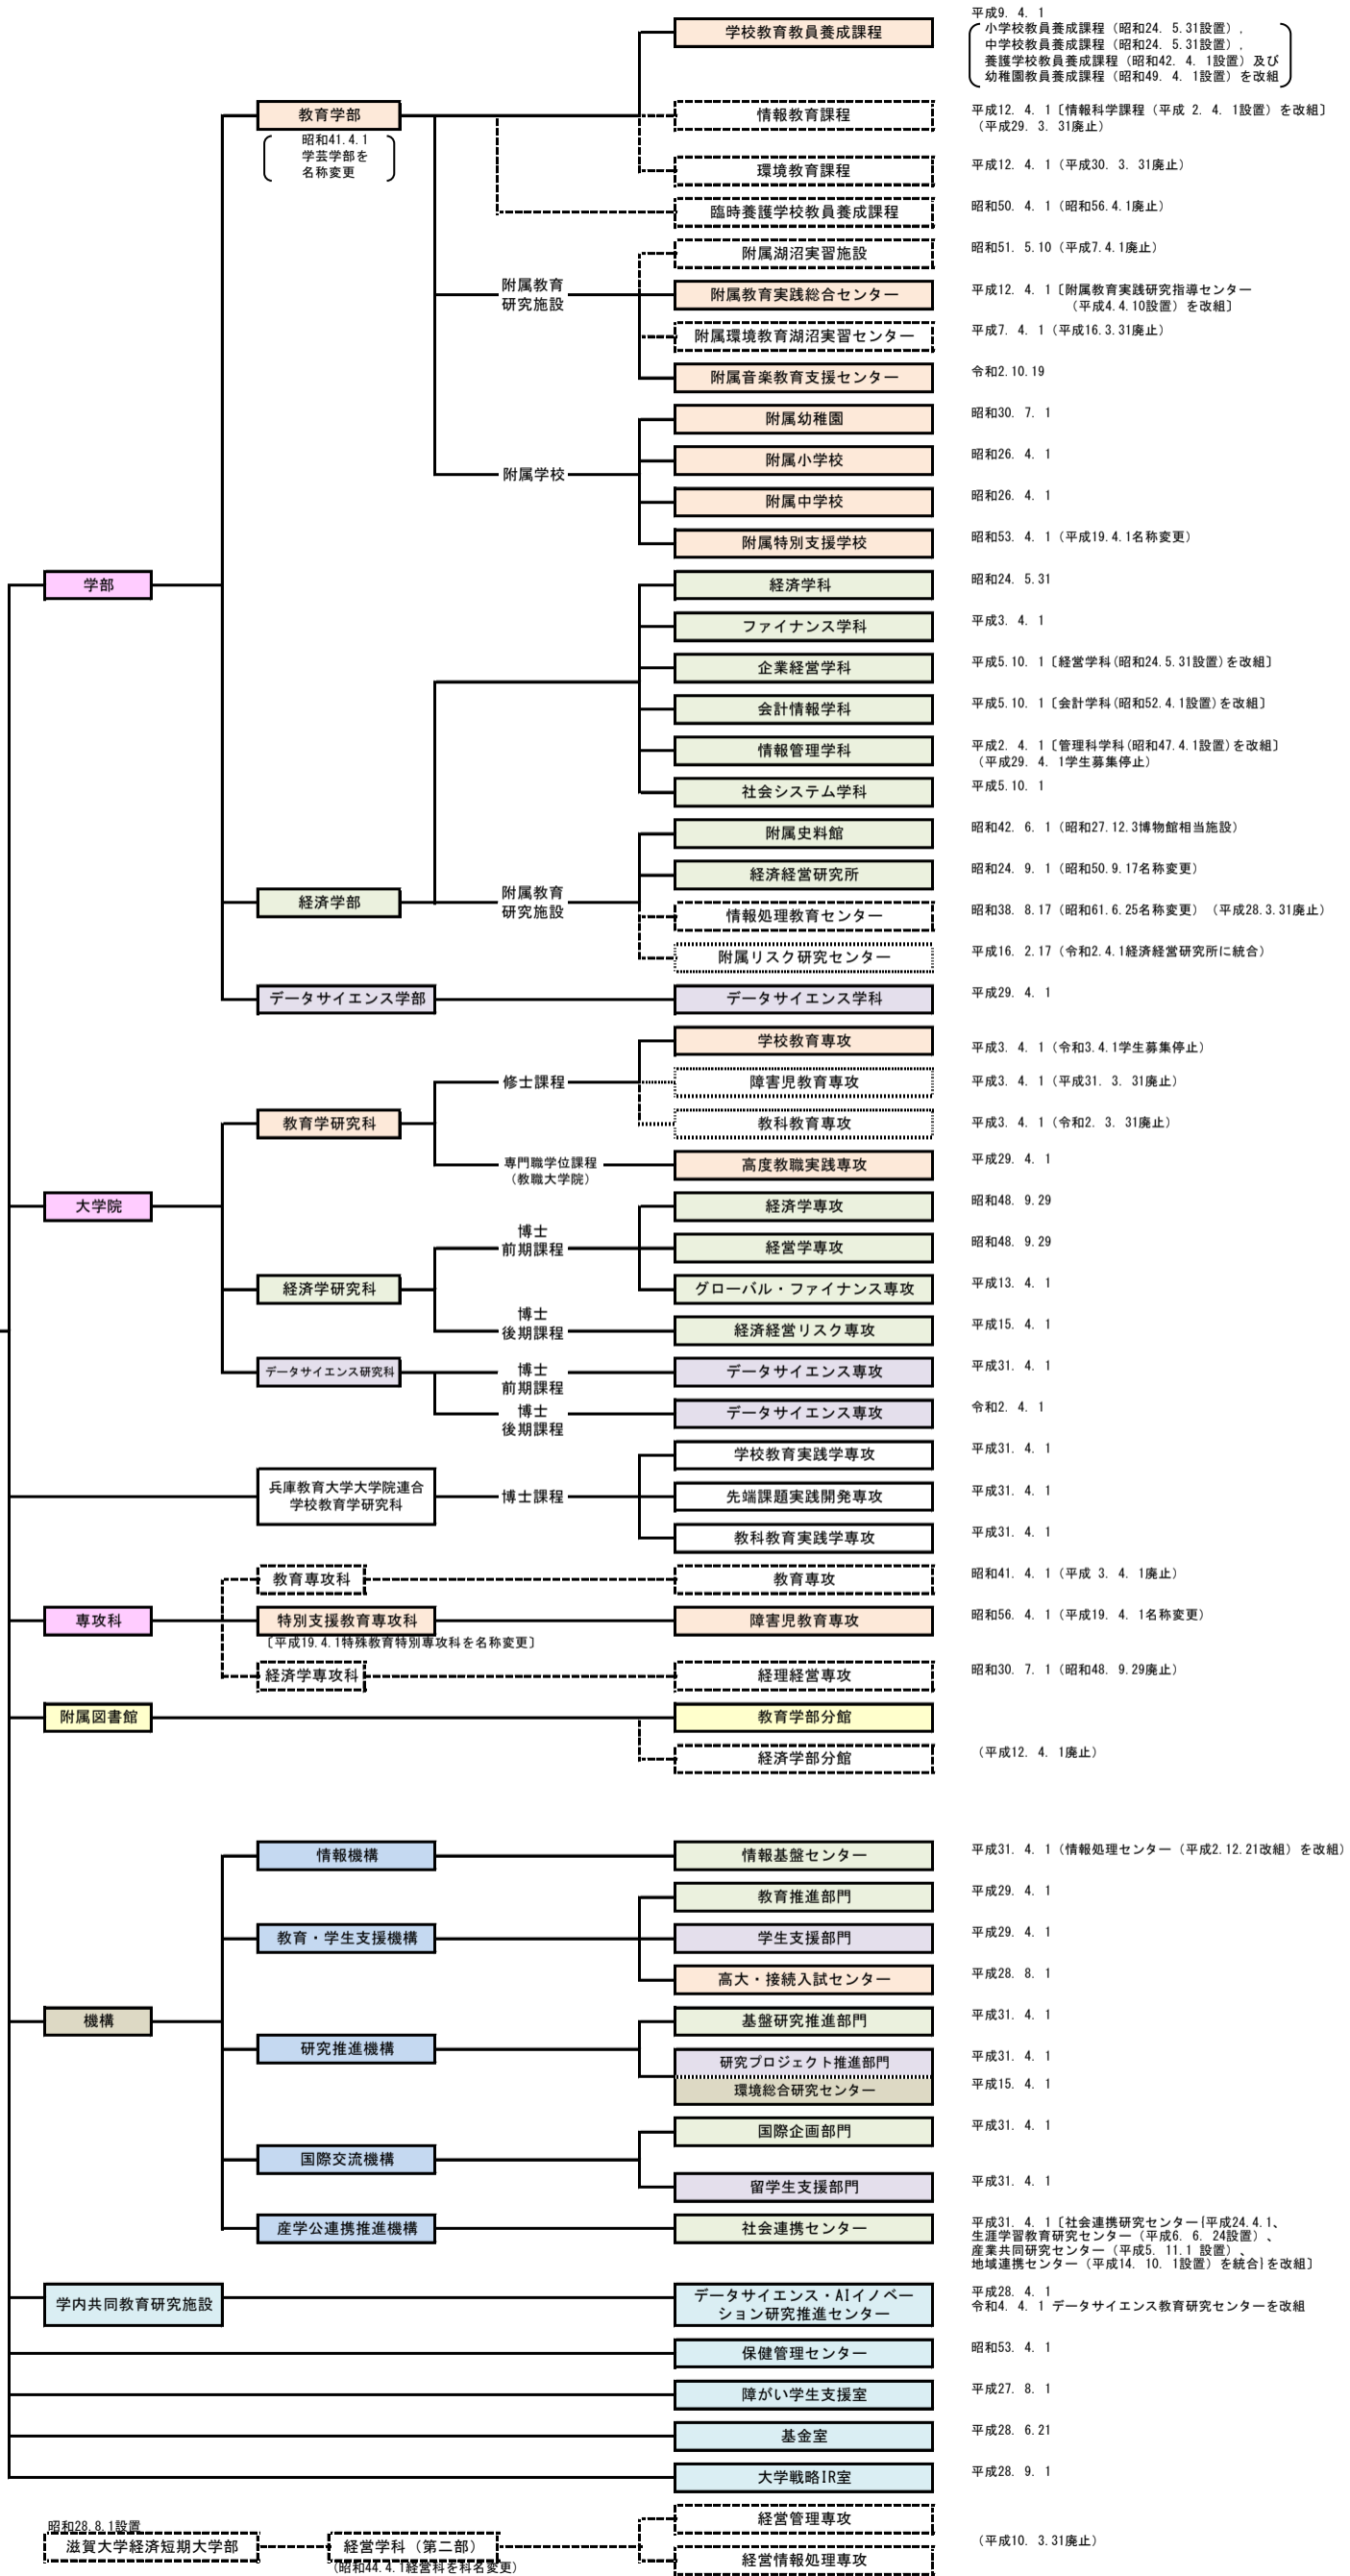 学校教育教員養成課程
平成9. 4. 1
小学校教員養成課程（昭和24. 5.31設置）,
中学校教員養成課程（昭和24. 5.31設置）,
養護学校教員養成課程（昭和42. 4. 1設置）及び
幼稚園教員養成課程（昭和49. 4. 1設置）を改組
教育学部
昭和41.4.1
学芸学部を
名称変更
情報教育課程
平成12. 4. 1〔情報科学課程（平成 2. 4. 1設置）を改組〕
（平成29. 3. 31廃止）
環境教育課程
平成12. 4. 1（平成30. 3. 31廃止）
臨時養護学校教員養成課程
昭和50. 4. 1（昭和56.4.1廃止）
附属教育
研究施設
附属湖沼実習施設
昭和51. 5.10（平成7.4.1廃止）
附属教育実践総合センター
平成12. 4. 1〔附属教育実践研究指導センター
（平成4.4.10設置）を改組〕
附属環境教育湖沼実習センター
平成7. 4. 1（平成16.3.31廃止）
附属音楽教育支援センター
令和2.10.19
附属学校
附属幼稚園
昭和30. 7. 1
附属小学校
昭和26. 4. 1
附属中学校
昭和26. 4. 1
附属特別支援学校
昭和53. 4. 1（平成19.4.1名称変更）
学部
経済学科
昭和24. 5.31
ファイナンス学科
平成3. 4. 1
企業経営学科
平成5.10. 1〔経営学科(昭和24.5.31設置)を改組〕
会計情報学科
平成5.10. 1〔会計学科(昭和52.4.1設置)を改組〕
情報管理学科
平成2. 4. 1〔管理科学科(昭和47.4.1設置)を改組〕
（平成29. 4. 1学生募集停止）
社会システム学科
平成5.10. 1
経済学部
附属教育
研究施設
附属史料館
昭和42. 6. 1（昭和27.12.3博物館相当施設）
経済経営研究所
昭和24. 9. 1（昭和50.9.17名称変更）
情報処理教育センター
昭和38. 8.17（昭和61.6.25名称変更）（平成28.3.31廃止）
附属リスク研究センター
平成16. 2.17（令和2.4.1経済経営研究所に統合）
データサイエンス学部
データサイエンス学科
平成29. 4. 1
大学院
教育学研究科
修士課程
学校教育専攻
平成3. 4. 1（令和3.4.1学生募集停止）
障害児教育専攻
平成3. 4. 1（平成31. 3. 31廃止）
教科教育専攻
平成3. 4. 1（令和2. 3. 31廃止）
専門職学位課程
（教職大学院）
高度教職実践専攻
平成29. 4. 1
経済学研究科
博士
前期課程
経済学専攻
昭和48. 9.29
経営学専攻
昭和48. 9.29
グローバル・ファイナンス専攻
平成13. 4. 1
博士
後期課程
経済経営リスク専攻
平成15. 4. 1
データサイエンス研究科
博士
前期課程
データサイエンス専攻
平成31. 4. 1
博士
後期課程
データサイエンス専攻
令和2. 4. 1
兵庫教育大学大学院連合
学校教育学研究科
博士課程
学校教育実践学専攻
平成31. 4. 1
先端課題実践開発専攻
平成31. 4. 1
教科教育実践学専攻
平成31. 4. 1
専攻科
教育専攻科
教育専攻
昭和41. 4. 1（平成 3. 4. 1廃止）
特別支援教育専攻科
〔平成19.4.1特殊教育特別専攻科を名称変更〕
障害児教育専攻
昭和56. 4. 1（平成19. 4. 1名称変更）
経済学専攻科
経理経営専攻
昭和30. 7. 1（昭和48. 9.29廃止）
附属図書館
教育学部分館
経済学部分館
（平成12. 4. 1廃止）
機構
情報機構
情報基盤センター
平成31. 4. 1（情報処理センター（平成2.12.21改組）を改組）
教育・学生支援機構
教育推進部門
平成29. 4. 1
学生支援部門
平成29. 4. 1
高大・接続入試センター
平成28. 8. 1
研究推進機構
基盤研究推進部門
平成31. 4. 1
研究プロジェクト推進部門
平成31. 4. 1
環境総合研究センター
平成15. 4. 1
国際交流機構
国際企画部門
平成31. 4. 1
留学生支援部門
平成31. 4. 1
産学公連携推進機構
社会連携センター
平成31. 4. 1〔社会連携研究センター{平成24.4.1、
生涯学習教育研究センター（平成6. 6. 24設置）、
産業共同研究センター（平成5. 11.1 設置）、
地域連携センター（平成14. 10. 1設置）を統合}を改組〕
学内共同教育研究施設
データサイエンス・AIイノベー
ション研究推進センター
平成28. 4. 1
令和4. 4. 1 データサイエンス教育研究センターを改組
保健管理センター
昭和53. 4. 1
障がい学生支援室
平成27. 8. 1
基金室
平成28. 6.21
大学戦略IR室
平成28. 9. 1
昭和28.8.1設置
滋賀大学経済短期大学部
経営学科（第二部）
（昭和44.4.1経営科を科名変更）
経営管理専攻
経営情報処理専攻
（平成10. 3.31廃止）